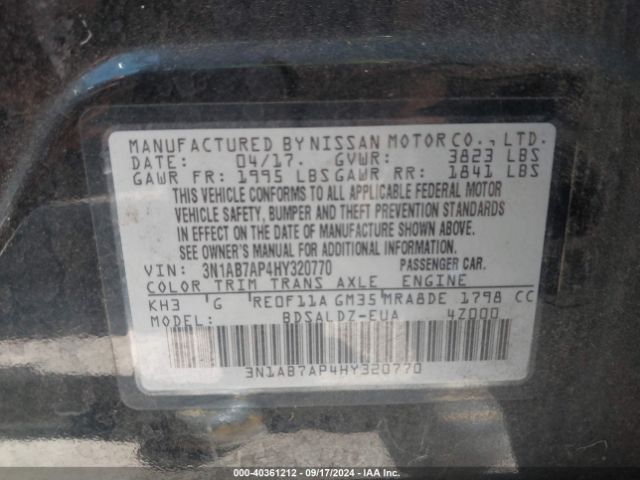 MANUFACTURED BY NISSAN MOTOR CO., LTD.
DATE: 04/17. GVWR: 3823 LBS
GAWR FR: 1995 LBS GAWR RR: 1841 LBS
THIS VEHICLE CONFORMS TO ALL APPLICABLE FEDERAL MOTOR
VEHICLE SAFETY, BUMPER AND THEFT PREVENTION STANDARDS
IN EFFECT ON THE DATE OF MANUFACTURE SHOWN ABOVE.
SEE OWNER'S MANUAL FOR ADDITIONAL INFORMATION.
VIN: 3N1AB7AP4HY320770 PASSENGER CAR.
COLOR TRIM TRANS AXLE ENGINE
KH3 'G RE0F11A GM35 MRA8DE 1798 CC
MODEL: BDSALDZ-EUA 4Z000
3N1AB7AP4HY320770
000-40361212 - 09/17/2024 - IAA Inc.